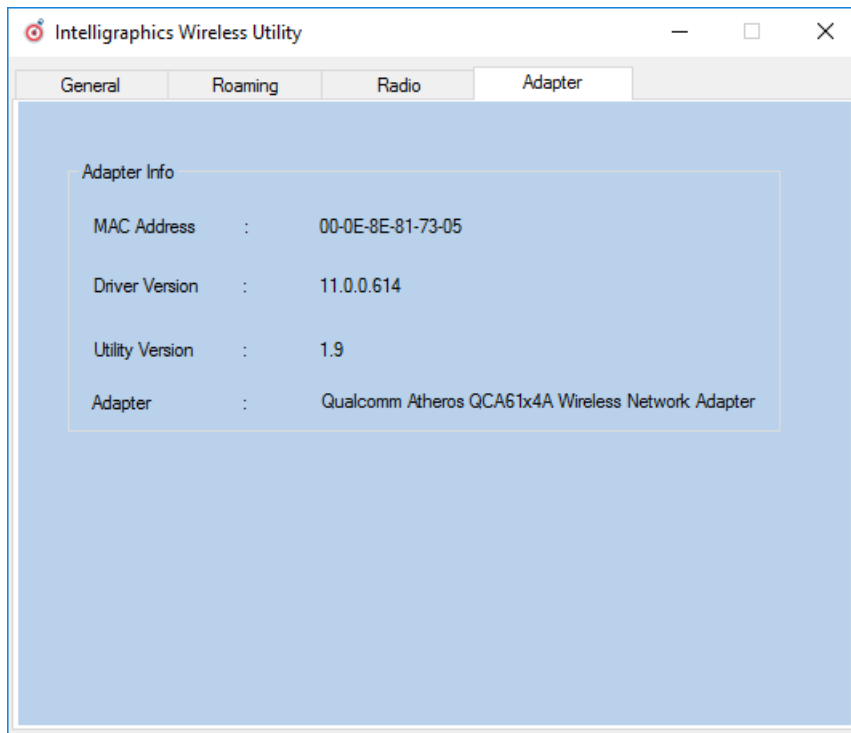 Intelligraphics Wireless Utility
General Roaming Radio Adapter
Adapter Info
MAC Address : 00-0E-8E-81-73-05
Driver Version : 11.0.0.614
Utility Version : 1.9
Adapter : Qualcomm Atheros QCA61x4A Wireless Network Adapter